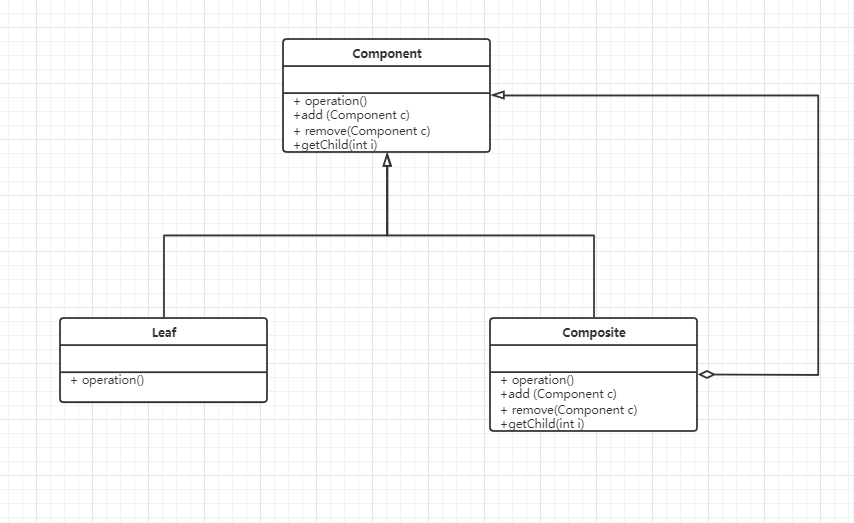 Component
+ operation()
+add (Component c)
+ remove(Component c)
+getChild(int i)
Leaf
+ operation()
Composite
+ operation()
+add (Component c)
+ remove(Component c)
+getChild(int i)